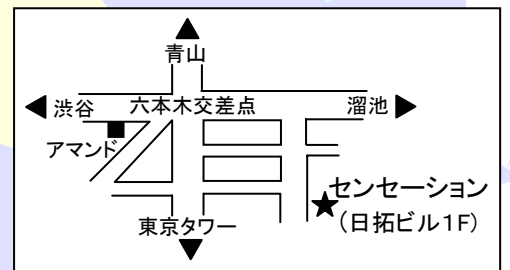 青山
渋谷
六本木交差点
溜池
アマンド
センセーション
(日拓ビル1F)
東京タワー